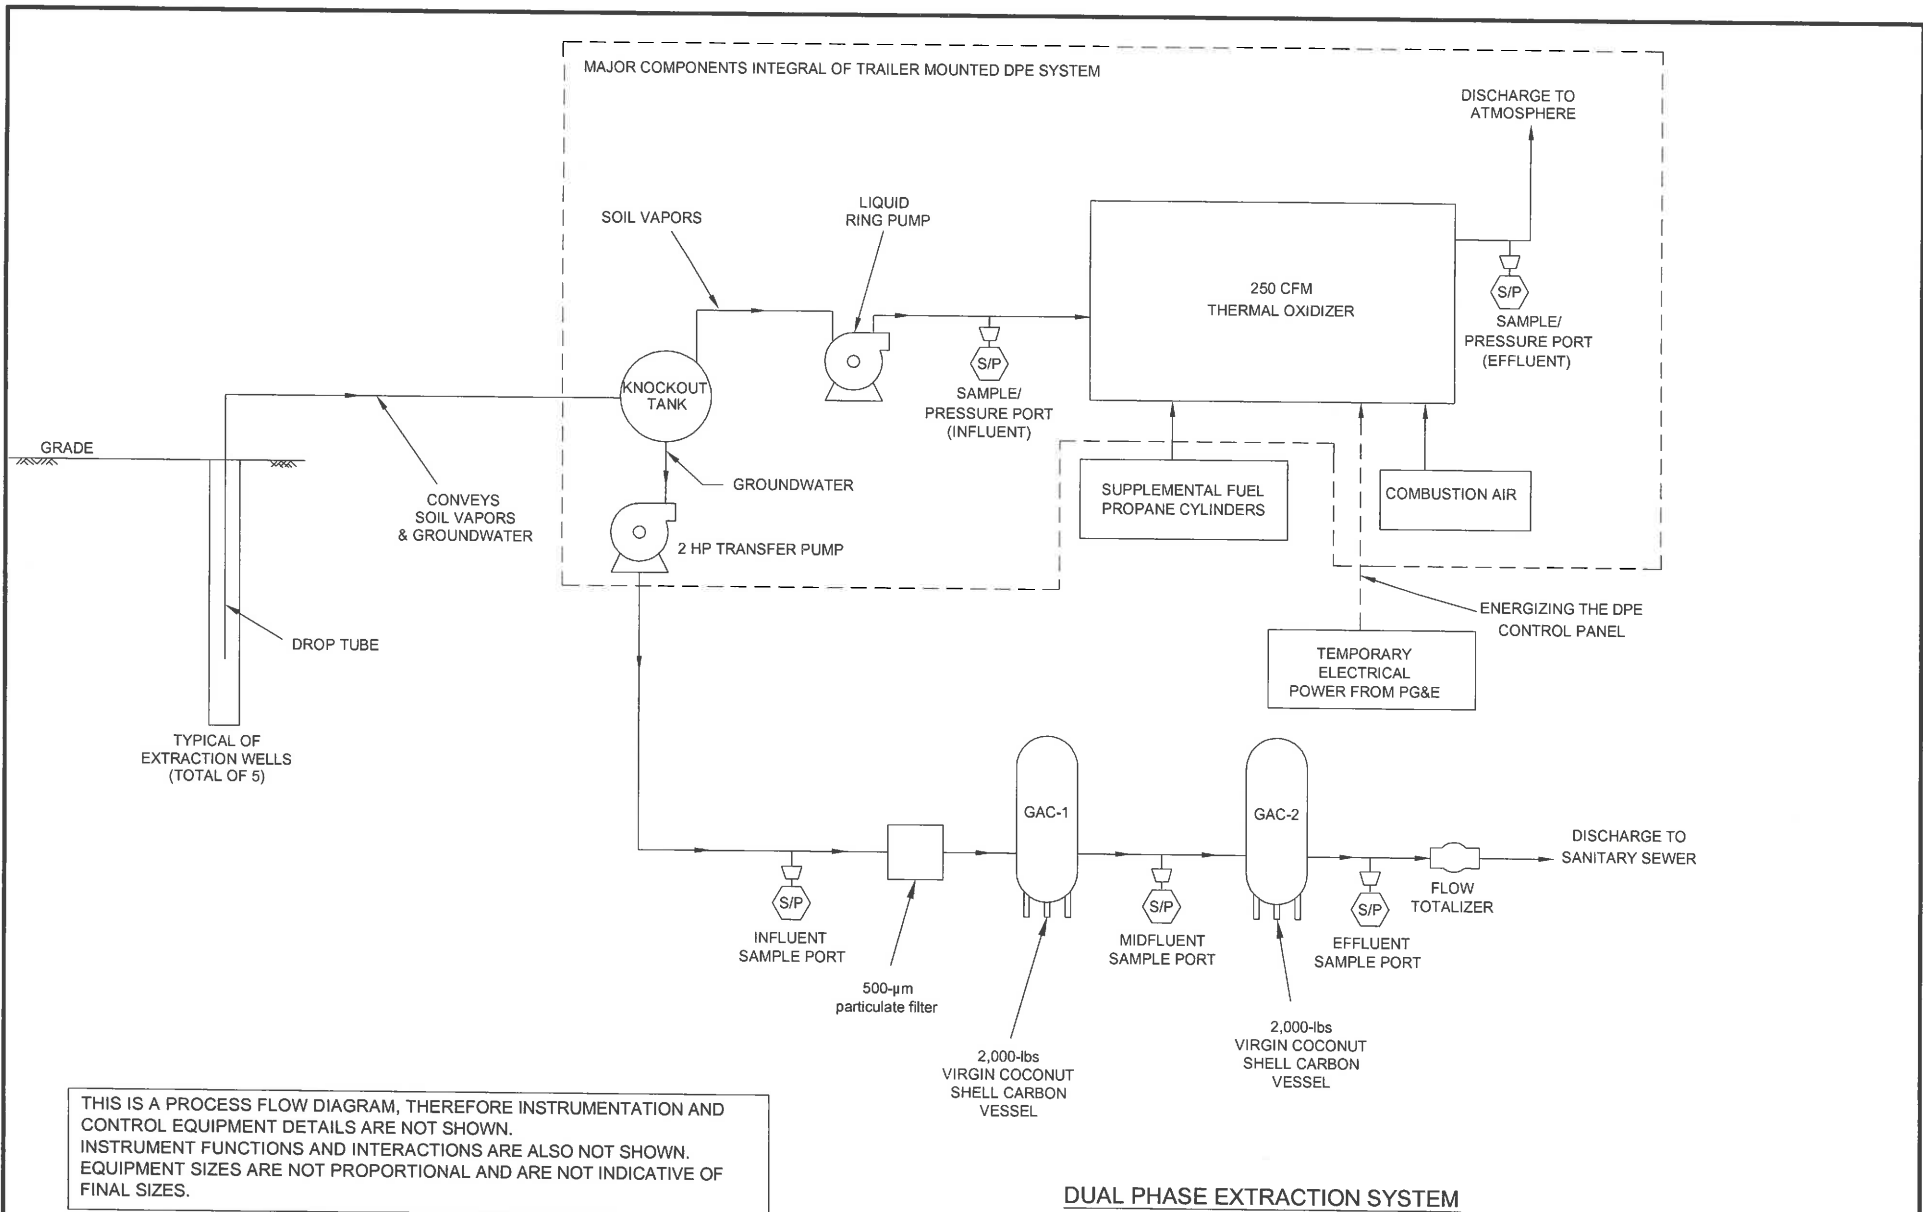 MAJOR COMPONENTS INTEGRAL OF TRAILER MOUNTED DPE SYSTEM
DISCHARGE TO
ATMOSPHERE
SOIL VAPORS
LIQUID
RING PUMP
250 CFM
THERMAL OXIDIZER
S/P
SAMPLE/
PRESSURE PORT
(EFFLUENT)
S/P
SAMPLE/
PRESSURE PORT
(INFLUENT)
KNOCKOUT
TANK
GRADE
CONVEYS
SOIL VAPORS
& GROUNDWATER
GROUNDWATER
2 HP TRANSFER PUMP
SUPPLEMENTAL FUEL
PROPANE CYLINDERS
COMBUSTION AIR
ENERGIZING THE DPE
CONTROL PANEL
TEMPORARY
ELECTRICAL
POWER FROM PG&E
DROP TUBE
TYPICAL OF
EXTRACTION WELLS
(TOTAL OF 5)
GAC-1
GAC-2
DISCHARGE TO
SANITARY SEWER
FLOW
TOTALIZER
S/P
INFLUENT
SAMPLE PORT
S/P
MIDFLUENT
SAMPLE PORT
S/P
EFFLUENT
SAMPLE PORT
500-µm
particulate filter
2,000-lbs
VIRGIN COCONUT
SHELL CARBON
VESSEL
2,000-lbs
VIRGIN COCONUT
SHELL CARBON
VESSEL
THIS IS A PROCESS FLOW DIAGRAM, THEREFORE INSTRUMENTATION AND
CONTROL EQUIPMENT DETAILS ARE NOT SHOWN.
INSTRUMENT FUNCTIONS AND INTERACTIONS ARE ALSO NOT SHOWN.
EQUIPMENT SIZES ARE NOT PROPORTIONAL AND ARE NOT INDICATIVE OF
FINAL SIZES.
DUAL PHASE EXTRACTION SYSTEM